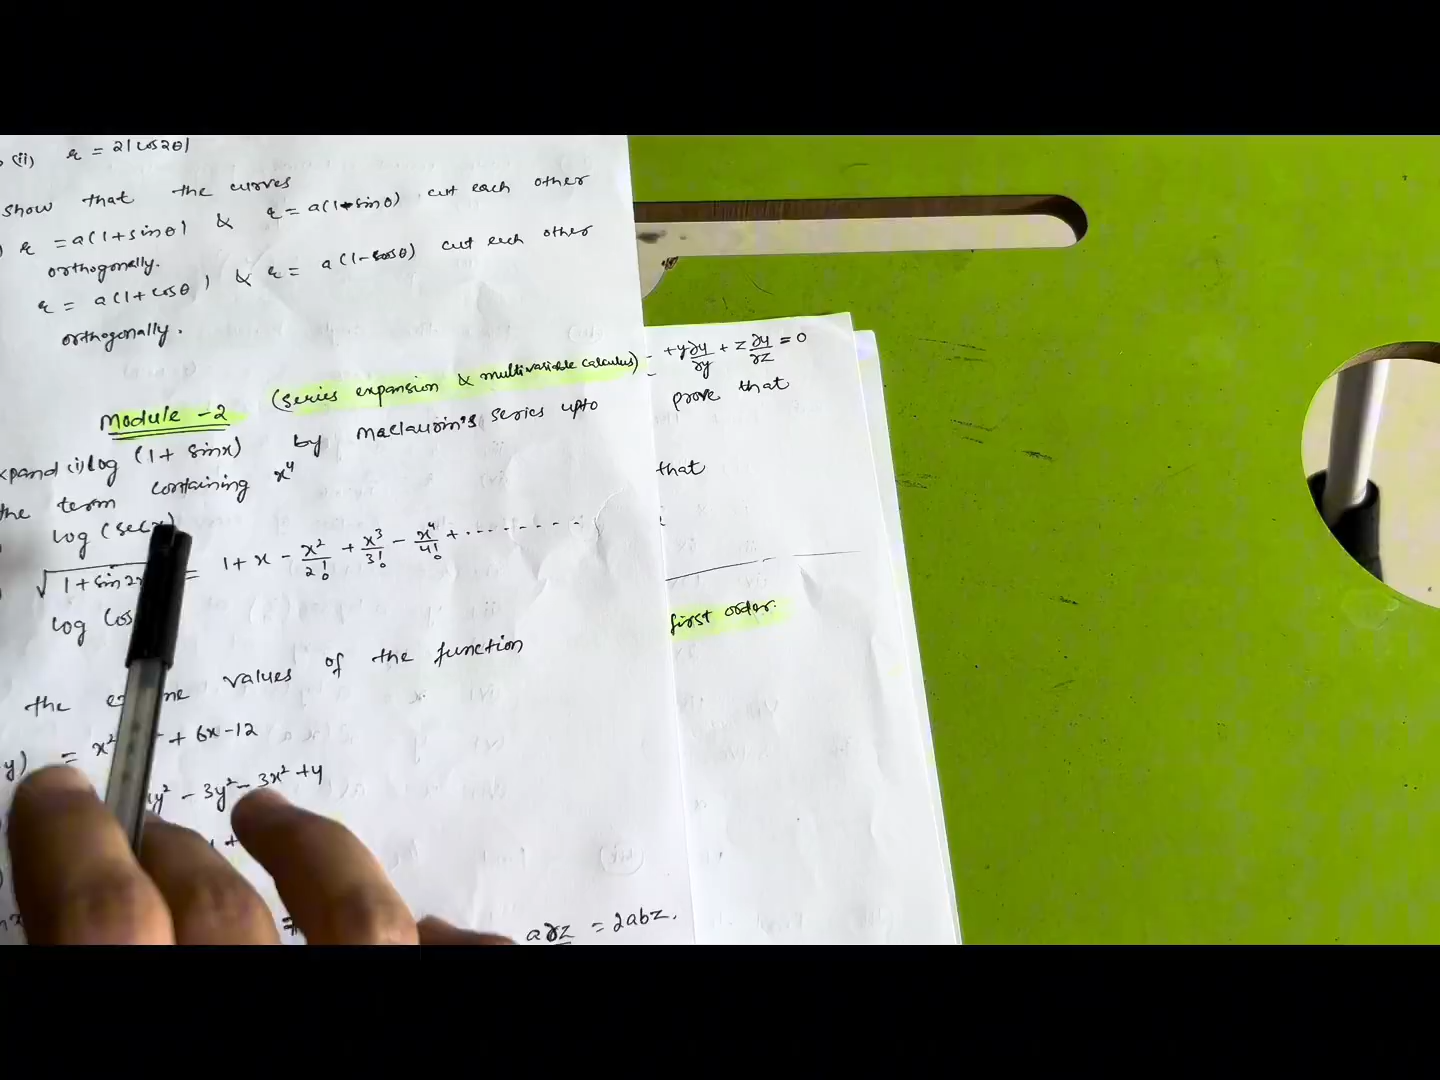 (ii) r = 2|cos2θ|
Show that the curves
r = a(1+sinθ) & r = a(1-sinθ) cut each other
orthogonally.
r = a(1+cosθ) & r = a(1-cosθ) cut each other
orthogonally.
Module -2 (series expansion & multivariable calculus)
xpand (i) log (1 + sinx) by maclaurin's series upto
the term containing x⁴
log (secx)
√1+sin2x = 1+x - x²/2! + x³/3! - x⁴/4! + ..........
log cos
the values of the function
y) = x² + 6x-12
y² - 3y² - 3x² + 4
= 2abz.
+y∂u/∂y + z∂u/∂z = 0
prove that
that
first order.